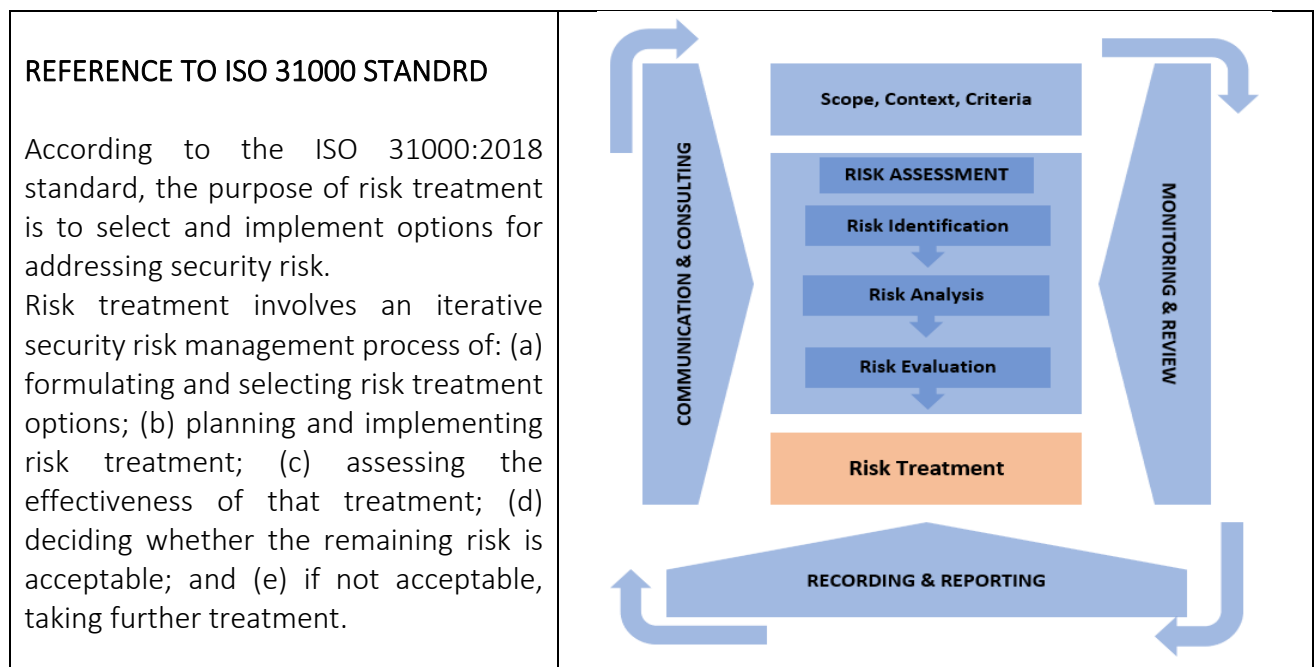 REFERENCE TO ISO 31000 STANDRD
According to the ISO 31000:2018
standard, the purpose of risk treatment
is to select and implement options for
addressing security risk.
Risk treatment involves an iterative
security risk management process of: (a)
formulating and selecting risk treatment
options; (b) planning and implementing
risk treatment; (c) assessing the
effectiveness of that treatment; (d)
deciding whether the remaining risk is
acceptable; and (e) if not acceptable,
taking further treatment.
Scope, Context, Criteria
RISK ASSESSMENT
Risk Identification
Risk Analysis
Risk Evaluation
Risk Treatment
COMMUNICATION & CONSULTING
MONITORING & REVIEW
RECORDING & REPORTING